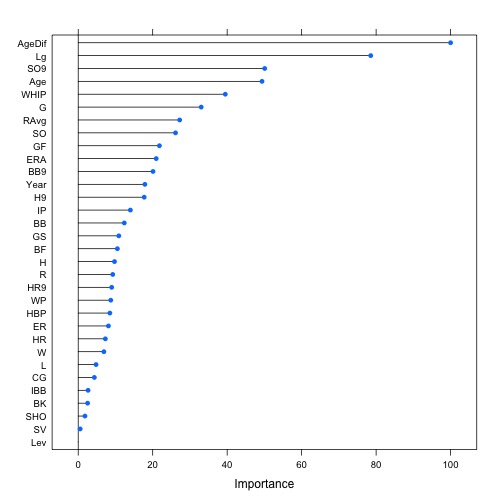 AgeDif
Lg
SO9
Age
WHIP
G
RAvg
SO
GF
ERA
BB9
Year
H9
IP
BB
GS
BF
H
R
HR9
WP
HBP
ER
HR
W
L
CG
IBB
BK
SHO
SV
Lev
0 20 40 60 80 100
Importance